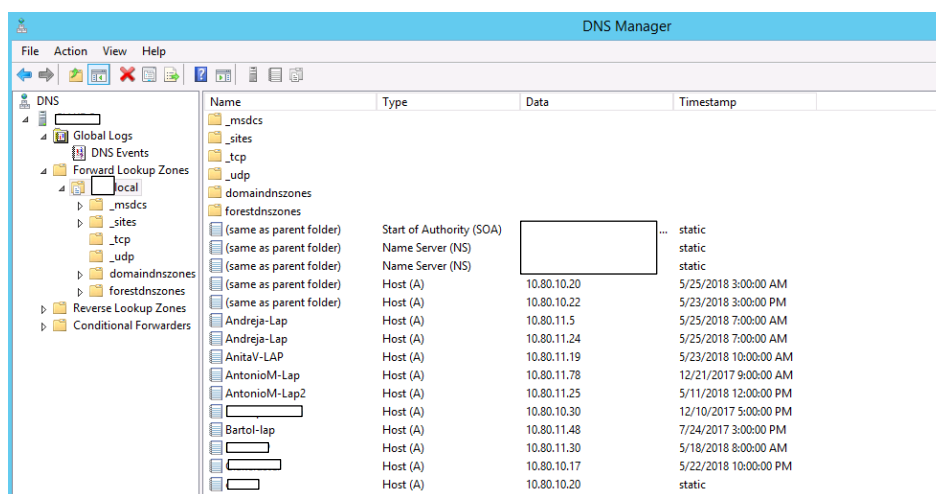 DNS Manager
File Action View Help
DNS
Global Logs
DNS Events
Forward Lookup Zones
local
_msdcs
_sites
_tcp
_udp
domaindnszones
forestdnszones
Reverse Lookup Zones
Conditional Forwarders
Name Type Data Timestamp
_msdcs
_sites
_tcp
_udp
domaindnszones
forestdnszones
(same as parent folder) Start of Authority (SOA) ... static
(same as parent folder) Name Server (NS) static
(same as parent folder) Name Server (NS) static
(same as parent folder) Host (A) 10.80.10.20 5/25/2018 3:00:00 AM
(same as parent folder) Host (A) 10.80.10.22 5/23/2018 3:00:00 PM
Andreja-Lap Host (A) 10.80.11.5 5/25/2018 7:00:00 AM
Andreja-Lap Host (A) 10.80.11.24 5/25/2018 7:00:00 AM
AnitaV-LAP Host (A) 10.80.11.19 5/23/2018 10:00:00 AM
AntonioM-Lap Host (A) 10.80.11.78 12/21/2017 9:00:00 AM
AntonioM-Lap2 Host (A) 10.80.11.25 5/11/2018 12:00:00 PM
Host (A) 10.80.10.30 12/10/2017 5:00:00 PM
Bartol-lap Host (A) 10.80.11.48 7/24/2017 3:00:00 PM
Host (A) 10.80.11.30 5/18/2018 8:00:00 AM
Host (A) 10.80.10.17 5/22/2018 10:00:00 PM
Host (A) 10.80.10.20 static